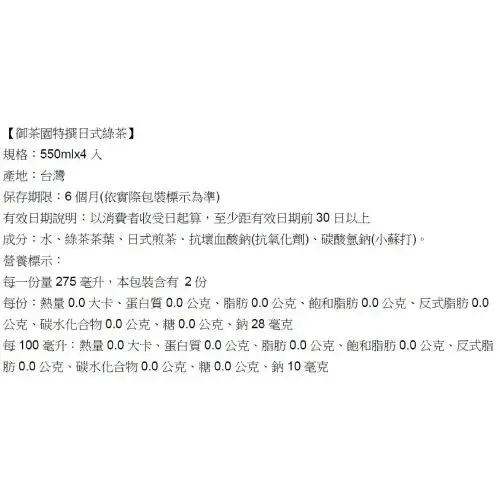 【御茶園特撰日式綠茶】
規格：550mlx4 入
產地：台灣
保存期限：6 個月(依實際包裝標示為準)
有效日期說明：以消費者收受日起算，至少距有效日期前 30 日以上
成分：水、綠茶茶葉、日式煎茶、抗壞血酸鈉(抗氧化劑)、碳酸氫鈉(小蘇打)。
營養標示：
每一份量 275 毫升，本包裝含有 2 份
每份：熱量 0.0 大卡、蛋白質 0.0 公克、脂肪 0.0 公克、飽和脂肪 0.0 公克、反式脂肪 0.0
公克、碳水化合物 0.0 公克、糖 0.0 公克、鈉 28 毫克
每 100 毫升：熱量 0.0 大卡、蛋白質 0.0 公克、脂肪 0.0 公克、飽和脂肪 0.0 公克、反式脂
肪 0.0 公克、碳水化合物 0.0 公克、糖 0.0 公克、鈉 10 毫克